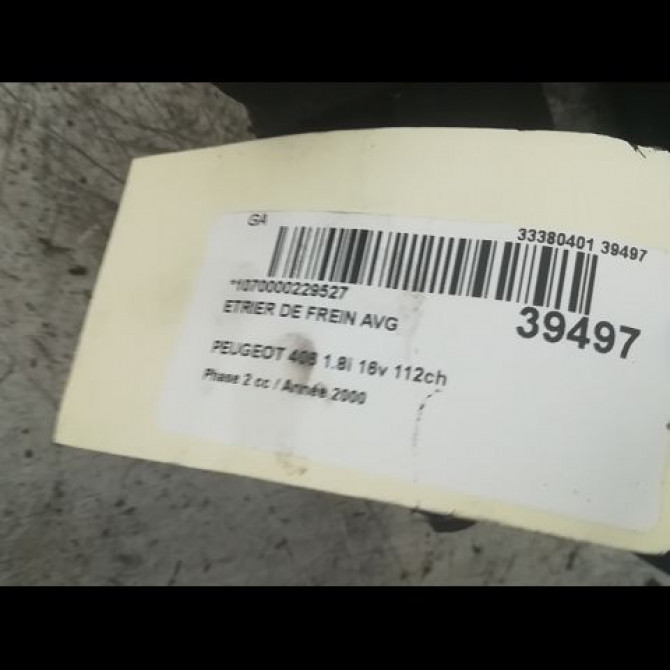 GA
33380401 39497
*1070000229527
39497
ETRIER DE FREIN AVG
PEUGEOT 406 1.8i 16v 112ch
Phase 2 cc / Année 2000